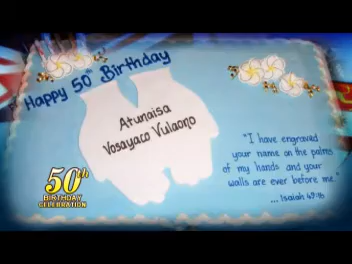 Happy 50th Birthday
Atunaisa
Vosayaco Vulaono
"I have engraved
your name on the palms
of my hands and your
walls are ever before me."
... Isaiah 49:16
50th
BIRTHDAY
CELEBRATION